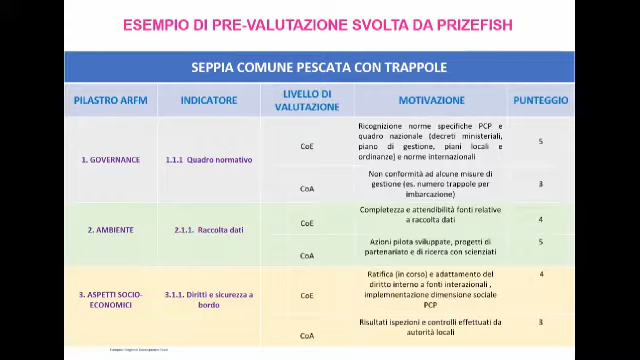 ESEMPIO DI PRE-VALUTAZIONE SVOLTA DA PRIZEFISH
SEPPIA COMUNE PESCATA CON TRAPPOLE
PILASTRO ARFM INDICATORE LIVELLO DI VALUTAZIONE MOTIVAZIONE PUNTEGGIO
1. GOVERNANCE
1.1.1 Quadro normativo
CoE
Ricognizione norme specifiche PCP e
quadro nazionale (decreti ministeriali,
piano di gestione, piani locali e
ordinanze) e norme internazionali
5
CoA
Non conformità ad alcune misure di
gestione (es. numero trappole per
imbarcazione)
3
2. AMBIENTE
2.1.1. Raccolta dati
CoE
Completezza e attendibilità fonti relative
a raccolta dati
4
CoA
Azioni pilota sviluppate, progetti di
partenariato e di ricerca con scienziati
5
3. ASPETTI SOCIO-
ECONOMICI
3.1.1. Diritti e sicurezza a
bordo
CoE
Ratifica (in corso) e adattamento del
diritto interno a fonti interazionali ,
implemnentazione dimensione sociale
PCP
4
CoA
Risultati ispezioni e controlli effettuati da
autorità locali
3